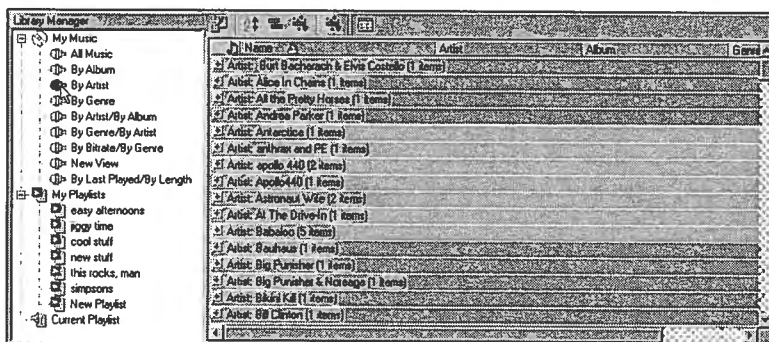 Library Manager
My Music
All Music
By Album
By Artist
By Genre
By Artist/By Album
By Genre/By Artist
By Bitrate/By Genre
New View
By Last Played/By Length
My Playlists
easy afternoons
jiggy time
cool stuff
new stuff
this rocks, man
simpsons
New Playlist
Current Playlist
Name Artist Album Genre
Artist: Burt Bacharach & Elvis Costello (1 items)
Artist: Alice In Chains (1 items)
Artist: All the Pretty Horses (1 items)
Artist: Andrea Parker (1 items)
Artist: Antarctica (1 items)
Artist: anthrax and PE (1 items)
Artist: apollo 440 (2 items)
Artist: Apollo440 (1 items)
Artist: Astronaut Wife (2 items)
Artist: At The Drive-In (1 items)
Artist: Babaloo (5 items)
Artist: Bauhaus (1 items)
Artist: Big Punisher (1 items)
Artist: Big Punisher & Noreaga (1 items)
Artist: Bikini Kill (1 items)
Artist: Bill Clinton (1 items)